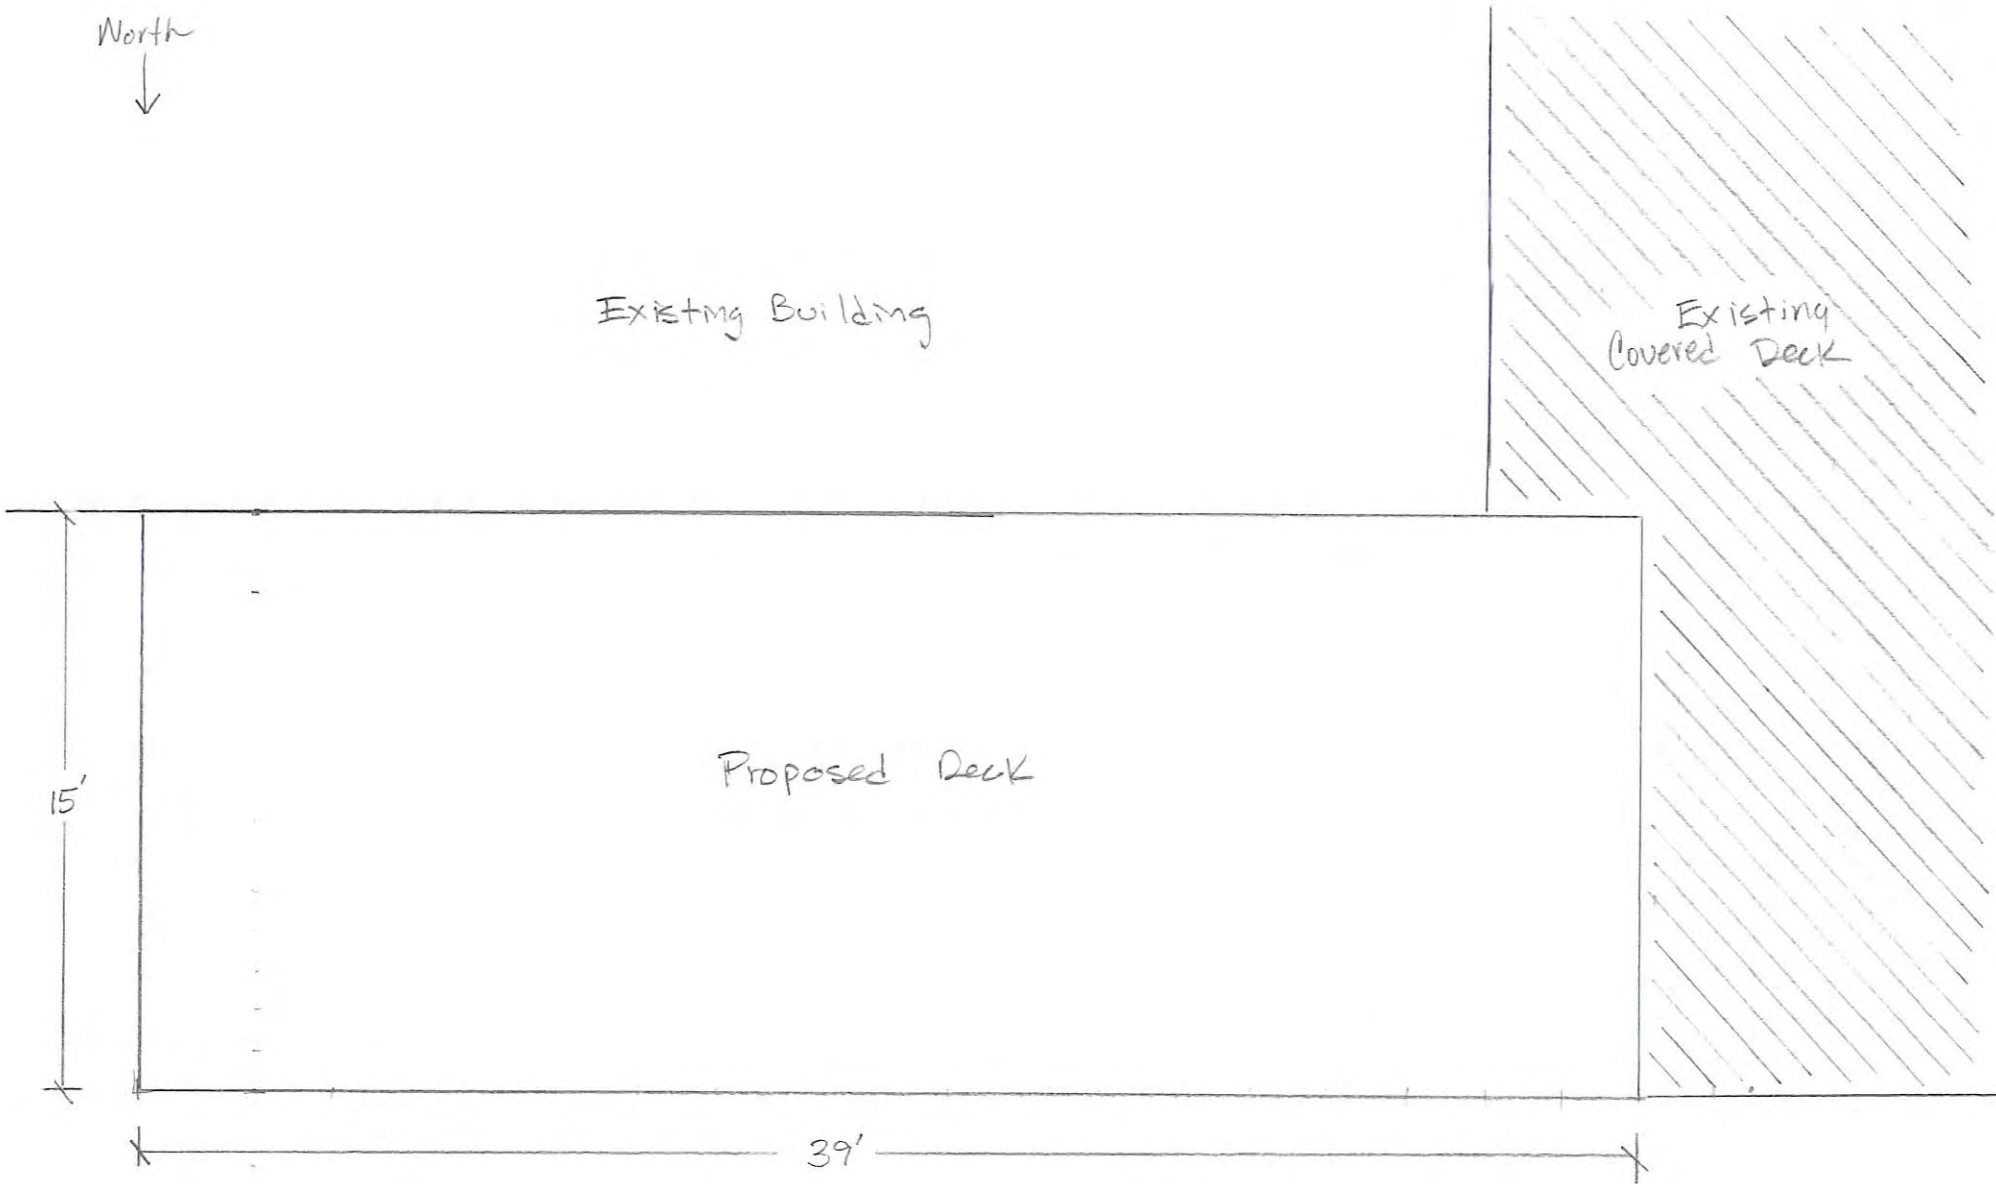 North
Existing Building
Existing
Covered Deck
Proposed Deck
15'
39'